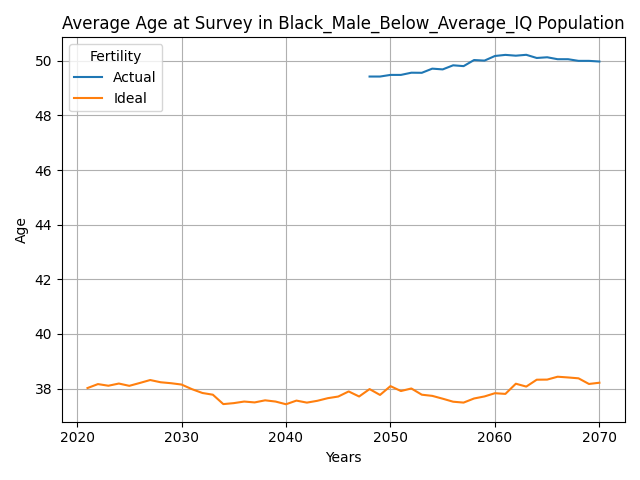 Average Age at Survey in Black_Male_Below_Average_IQ Population
Fertility
Actual
Ideal
50
48
46
44
42
40
38
Age
2020 2030 2040 2050 2060 2070
Years